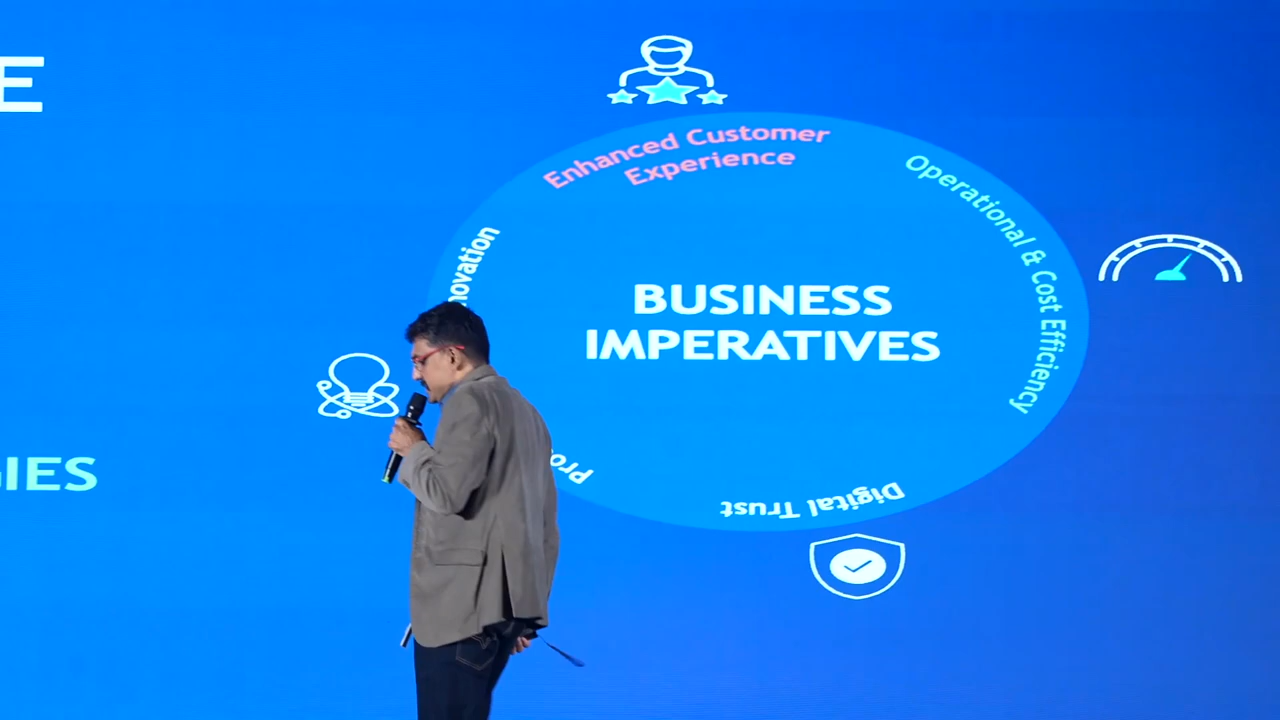 E
GIES
Enhanced Customer
Experience
Operational & Cost Efficiency
BUSINESS
IMPERATIVES
Digital Trust
novation
Pro